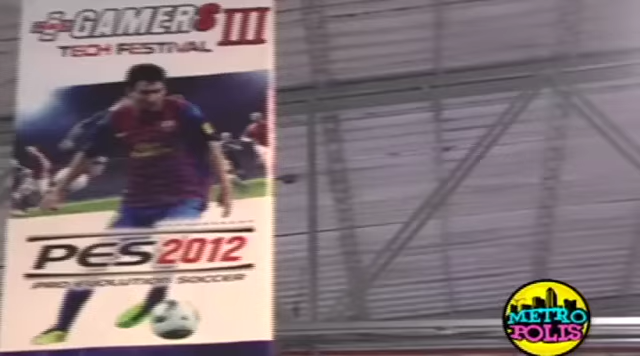 GAMERS III
TECH FESTIVAL
PES 2012
PRO EVOLUTION SOCCER
METRO
POLIS